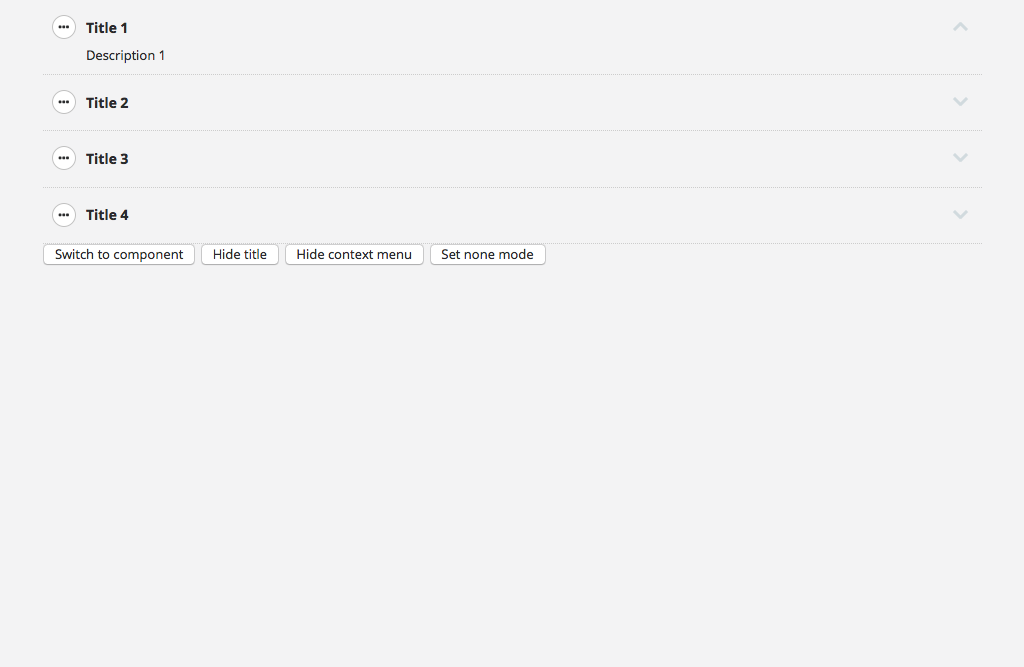 Title 1
Description 1
Title 2
Title 3
Title 4
Switch to component Hide title Hide context menu Set none mode